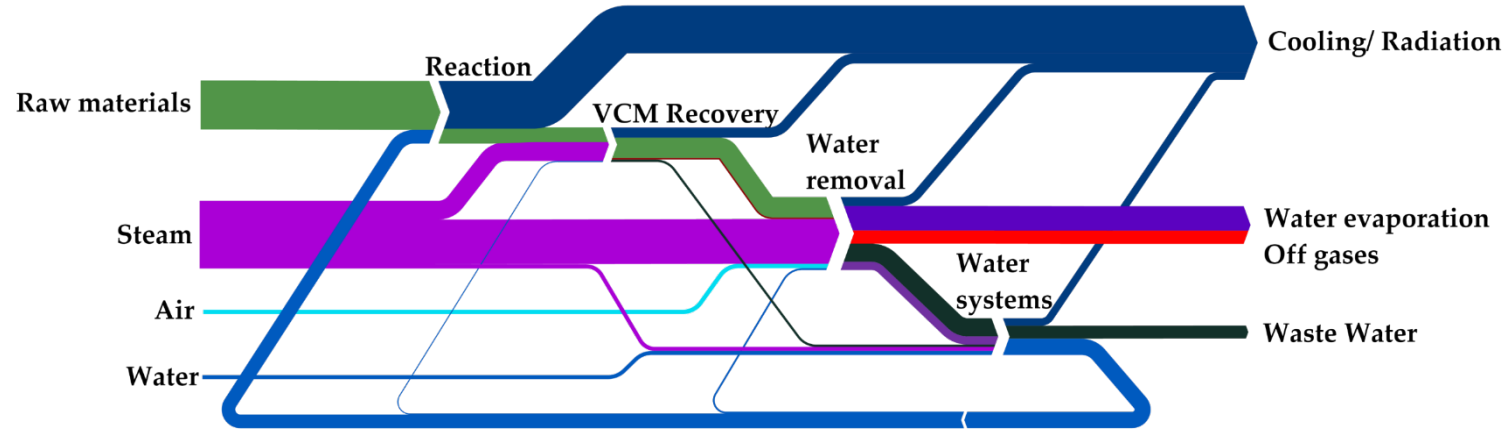 Cooling/ Radiation
Reaction
Raw materials
VCM Recovery
Water
removal
Steam
Water evaporation
Off gases
Water
systems
Air
Waste Water
Water